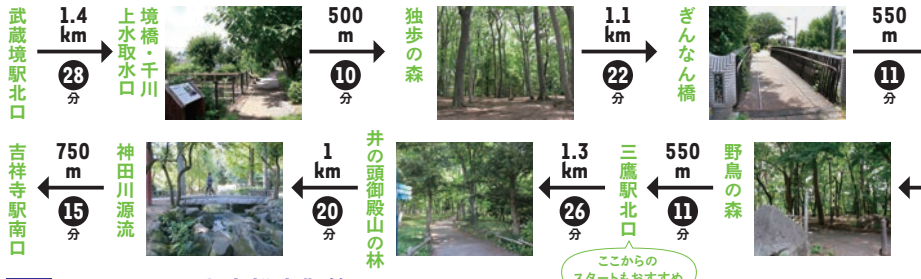 武蔵境駅北口
1.4
km
28
分
境橋・千川
上水取水口
500
m
10
分
独歩の森
1.1
km
22
分
ぎんなん橋
550
m
11
分
野鳥の森
550
m
11
分
三鷹駅北口
ここからの
スタートもおすすめ
1.3
km
26
分
井の頭御殿山の林
1
km
20
分
神田川源流
750
m
15
分
吉祥寺駅南口